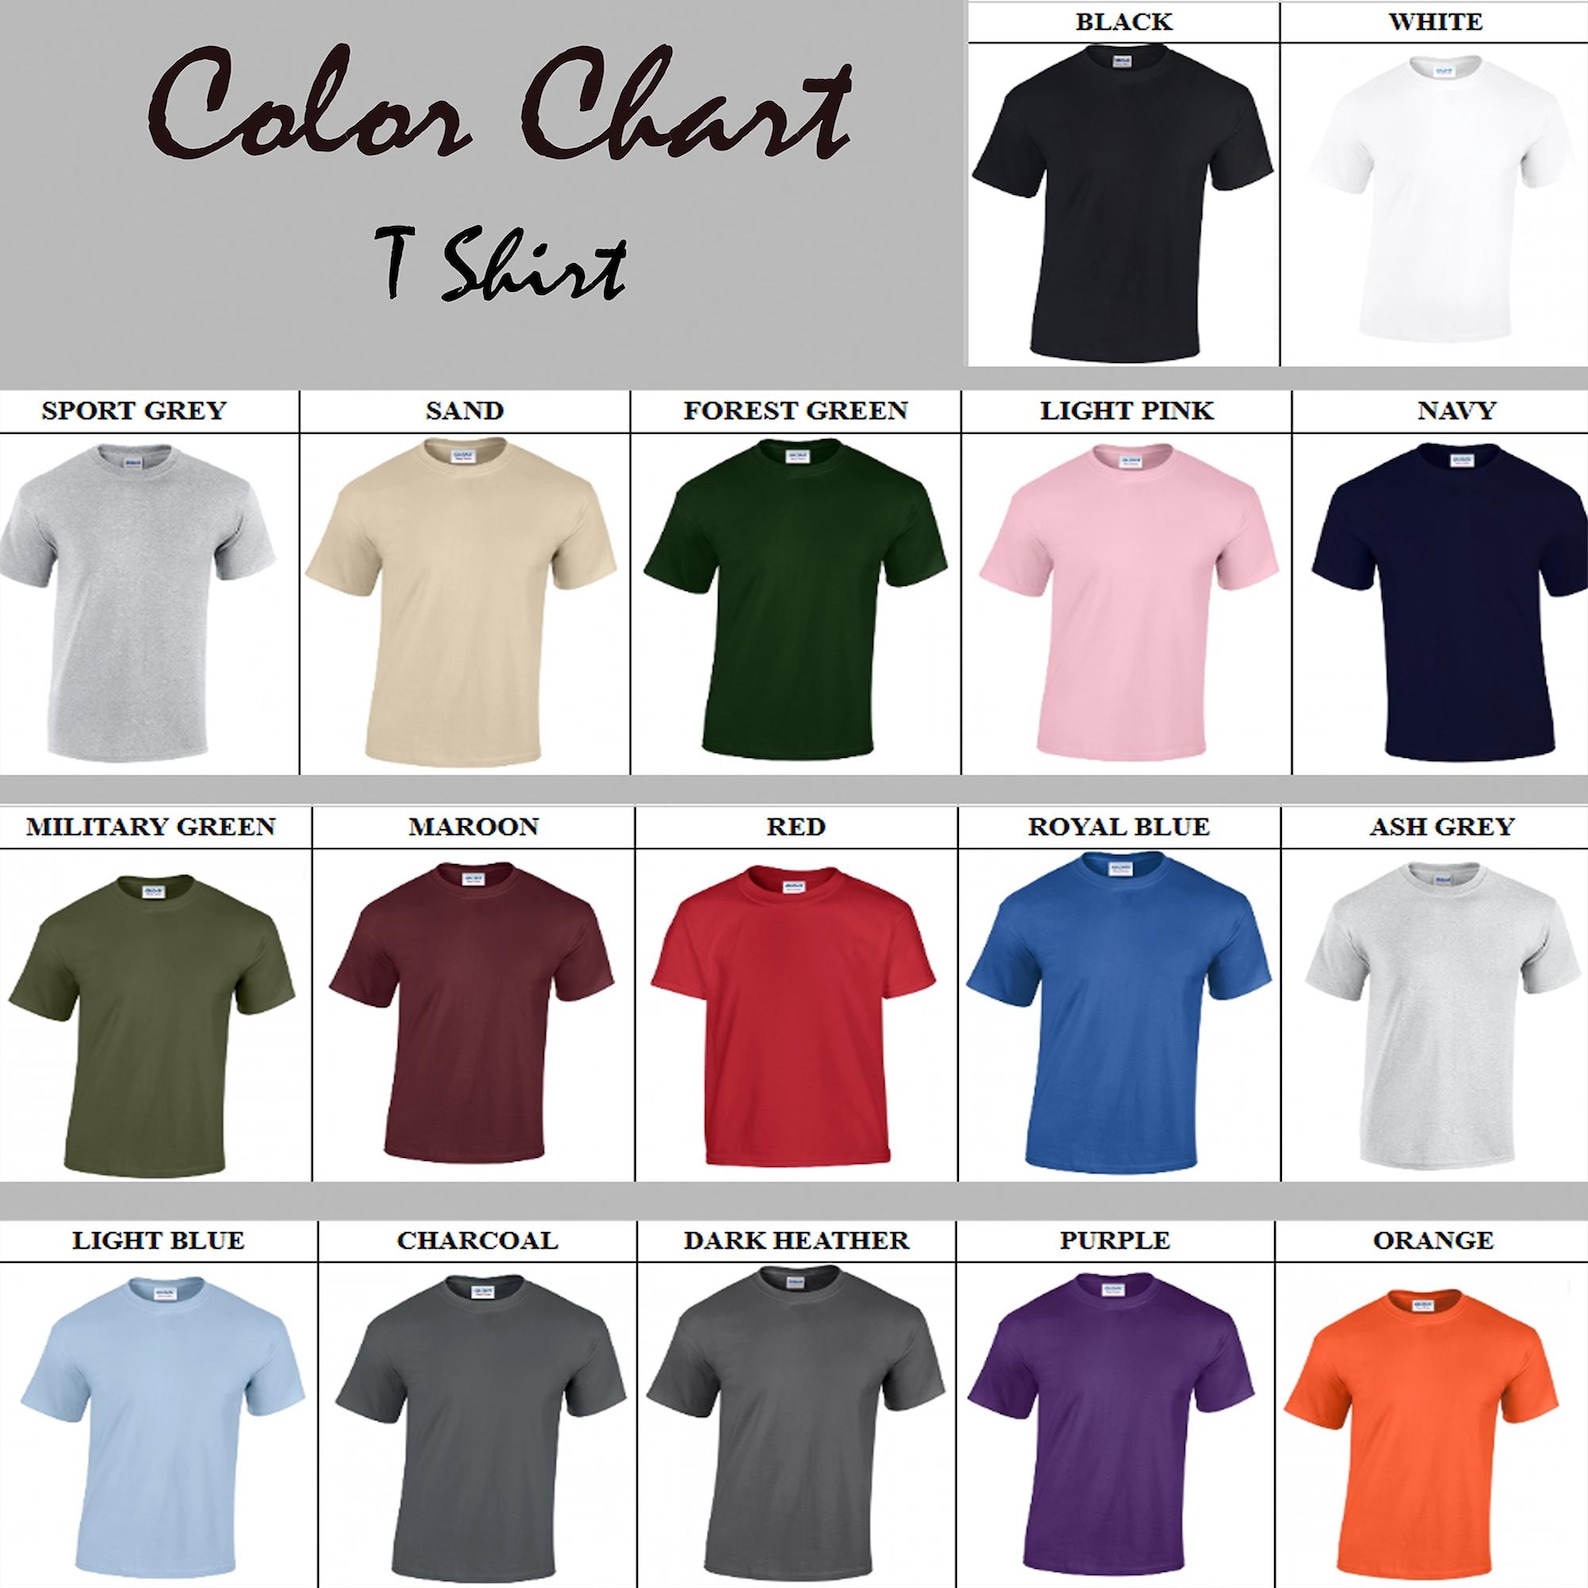 Color Chart
T Shirt
BLACK
WHITE
SPORT GREY
SAND
FOREST GREEN
LIGHT PINK
NAVY
MILITARY GREEN
MAROON
RED
ROYAL BLUE
ASH GREY
LIGHT BLUE
CHARCOAL
DARK HEATHER
PURPLE
ORANGE